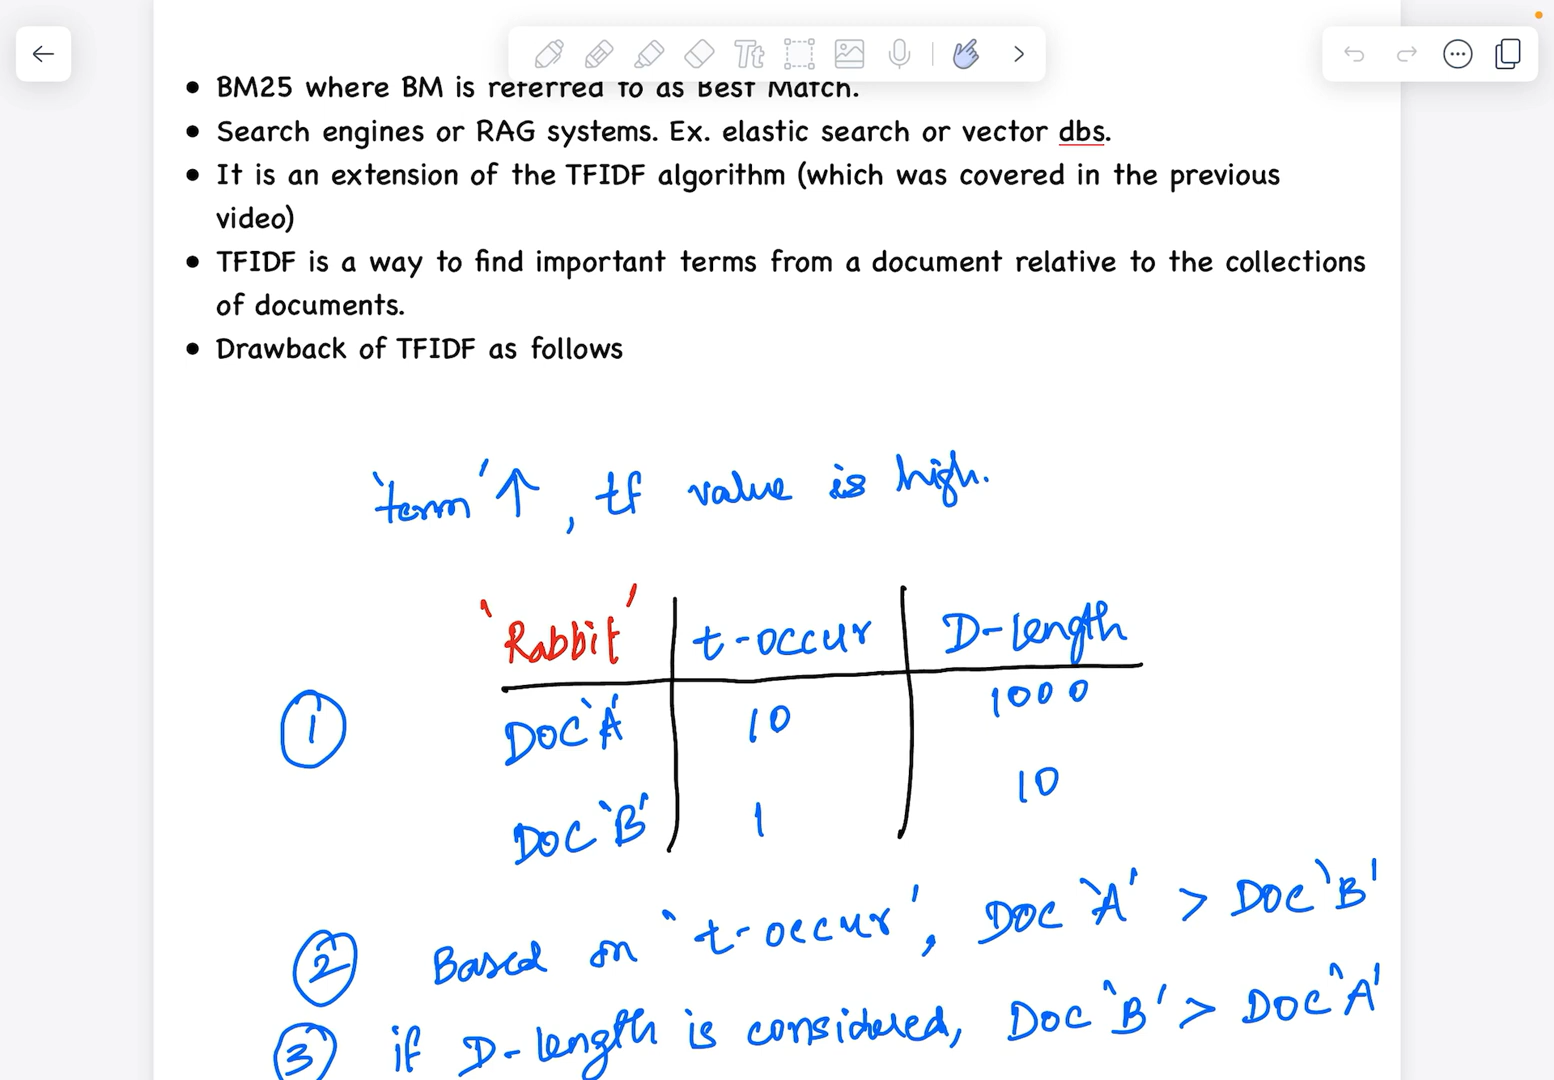 • BM25 where BM is referred to as Best Match.
• Search engines or RAG systems. Ex. elastic search or vector dbs.
• It is an extension of the TFIDF algorithm (which was covered in the previous
video)
• TFIDF is a way to find important terms from a document relative to the collections
of documents.
• Drawback of TFIDF as follows
'term' ↑, tf value is high.
'Rabbit' t-occur D-length
① DOC 'A' 10 1000
DOC 'B' 1 10
② Based on 't-occur', DOC 'A' > DOC 'B'
③ if D-length is considered, DOC 'B' > DOC 'A'